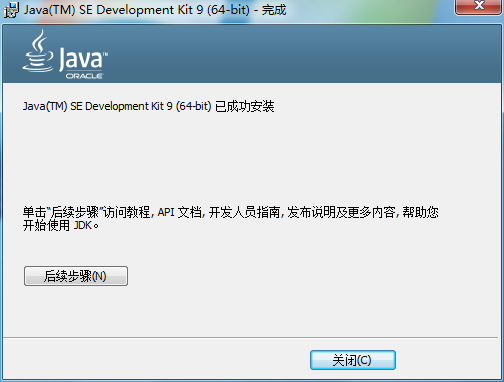 Java(TM) SE Development Kit 9 (64-bit) - 完成
Java™
ORACLE
Java(TM) SE Development Kit 9 (64-bit) 已成功安装
单击“后续步骤”访问教程, API 文档, 开发人员指南, 发布说明及更多内容, 帮助您
开始使用 JDK。
后续步骤(N)
关闭(C)